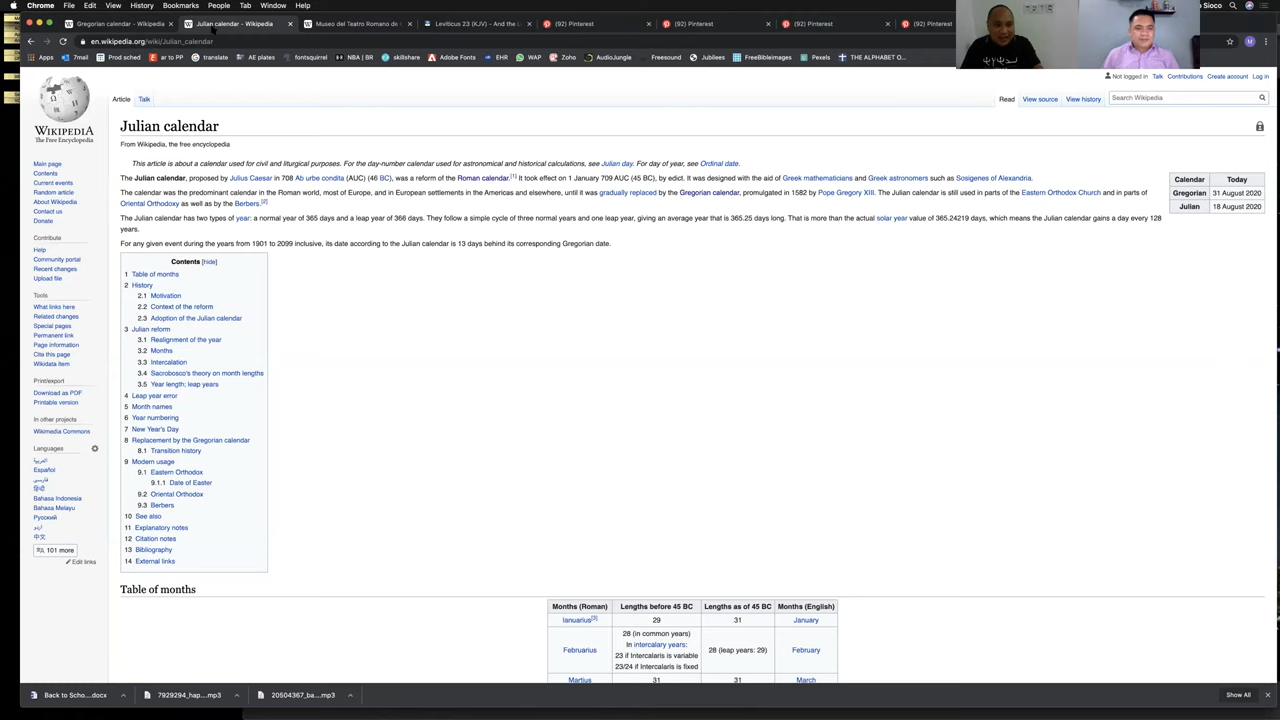 Chrome File Edit View History Bookmarks People Tab Window Help
o Sioco
Gregorian calendar - Wikipedia
Julian calendar - Wikipedia
Museo del Teatro Romano de
Leviticus 23 (KJV) - And the L
(92) Pinterest
(92) Pinterest
(92) Pinterest
(92) Pinterest
en.wikipedia.org/wiki/Julian_calendar
Apps 7mail Prod sched ar to PP translate AE plates fontsquirrel NBA | BR skillshare Adobe Fonts EHR WAP Zoho AudioJungle Freesound Jubilees FreeBibleimages Pexels THE ALPHABET O...
Not logged in Talk Contributions Create account Log in
Article Talk
Read View source View history Search Wikipedia
WIKIPEDIA
The Free Encyclopedia
Main page
Contents
Current events
Random article
About Wikipedia
Contact us
Donate
Contribute
Help
Community portal
Recent changes
Upload file
Tools
What links here
Related changes
Special pages
Permanent link
Page information
Cite this page
Wikidata item
Print/export
Download as PDF
Printable version
In other projects
Wikimedia Commons
Languages
العربية
Español
فارسی
हिन्दी
Bahasa Indonesia
Bahasa Melayu
Русский
اردو
中文
101 more
Edit links
Julian calendar
From Wikipedia, the free encyclopedia
This article is about a calendar used for civil and liturgical purposes. For the day-number calendar used for astronomical and historical calculations, see Julian day. For day of year, see Ordinal date.
The Julian calendar, proposed by Julius Caesar in 708 Ab urbe condita (AUC) (46 BC), was a reform of the Roman calendar.[1] It took effect on 1 January 709 AUC (45 BC), by edict. It was designed with the aid of Greek mathematicians and Greek astronomers such as Sosigenes of Alexandria.
The calendar was the predominant calendar in the Roman world, most of Europe, and in European settlements in the Americas and elsewhere, until it was gradually replaced by the Gregorian calendar, promulgated in 1582 by Pope Gregory XIII. The Julian calendar is still used in parts of the Eastern Orthodox Church and in parts of
Oriental Orthodoxy as well as by the Berbers.[2]
The Julian calendar has two types of year: a normal year of 365 days and a leap year of 366 days. They follow a simple cycle of three normal years and one leap year, giving an average year that is 365.25 days long. That is more than the actual solar year value of 365.24219 days, which means the Julian calendar gains a day every 128
years.
For any given event during the years from 1901 to 2099 inclusive, its date according to the Julian calendar is 13 days behind its corresponding Gregorian date.
Calendar Today
Gregorian 31 August 2020
Julian 18 August 2020
Contents [hide]
1 Table of months
2 History
2.1 Motivation
2.2 Context of the reform
2.3 Adoption of the Julian calendar
3 Julian reform
3.1 Realignment of the year
3.2 Months
3.3 Intercalation
3.4 Sacrobosco's theory on month lengths
3.5 Year length; leap years
4 Leap year error
5 Month names
6 Year numbering
7 New Year's Day
8 Replacement by the Gregorian calendar
8.1 Transition history
9 Modern usage
9.1 Eastern Orthodox
9.1.1 Date of Easter
9.2 Oriental Orthodox
9.3 Berbers
10 See also
11 Explanatory notes
12 Citation notes
13 Bibliography
14 External links
Table of months
Months (Roman) Lengths before 45 BC Lengths as of 45 BC Months (English)
Ianuarius[3] 29 31 January
Februarius
28 (in common years)
In intercalary years:
23 if Intercalaris is variable
23/24 if Intercalaris is fixed
28 (leap years: 29)
February
Martius 31 31 March
Back to Scho....docx
7929294_hap....mp3
20504367_ba....mp3
Show All